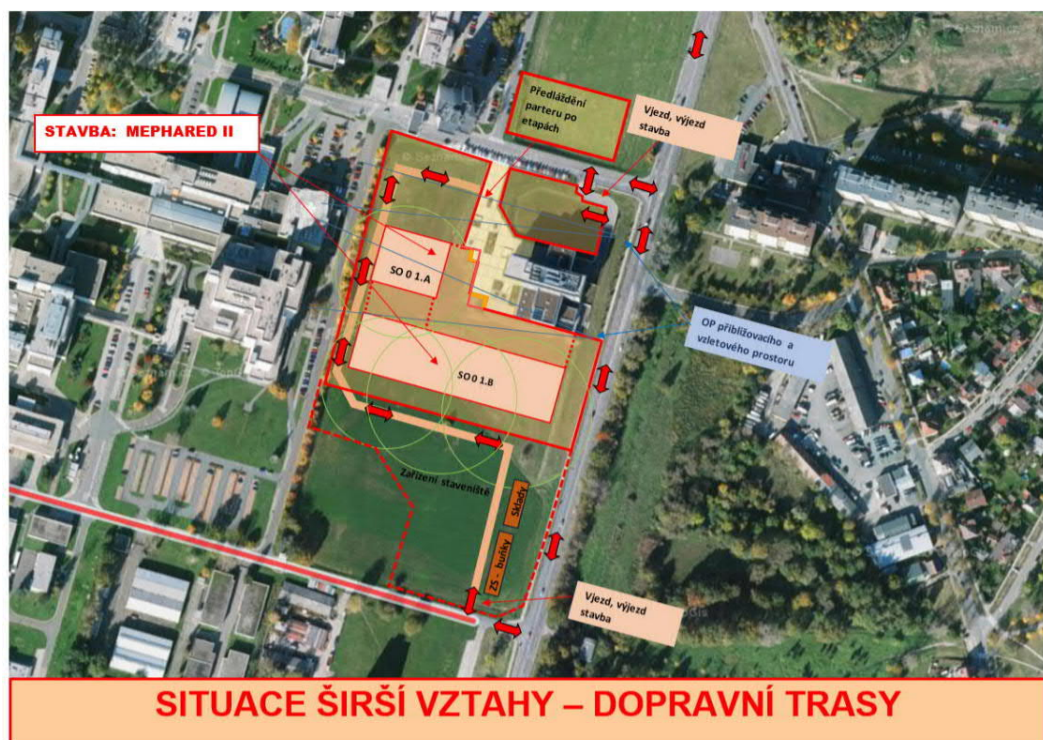 STAVBA: MEPHARED II
Předláždění
parteru po
etapách
Vjezd, výjezd
stavba
SO 0 1.A
SO 0 1.B
OP přibližovacího a
vzletového prostoru
Zařízení staveniště
Sklady
ZS - buňky
Vjezd, výjezd
stavba
SITUACE ŠIRŠÍ VZTAHY – DOPRAVNÍ TRASY